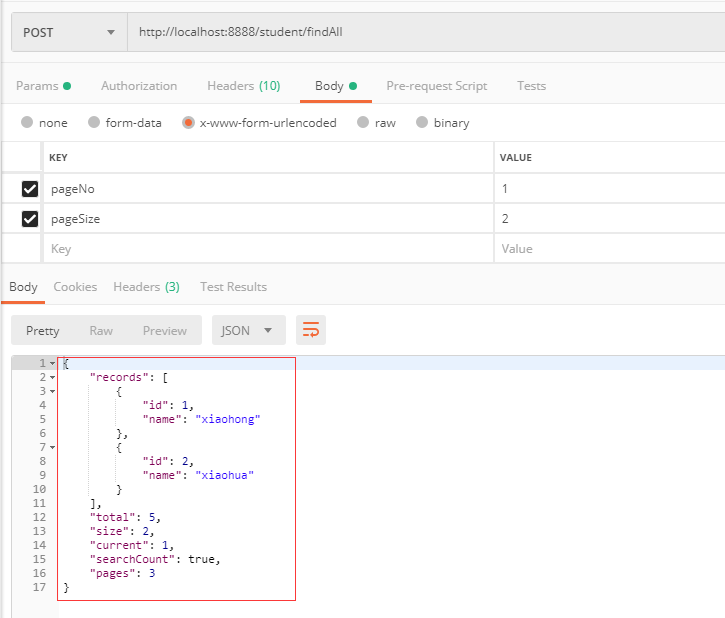 POST http://localhost:8888/student/findAll
Params Authorization Headers (10) Body Pre-request Script Tests
none form-data x-www-form-urlencoded raw binary
KEY VALUE
pageNo 1
pageSize 2
Key Value
Body Cookies Headers (3) Test Results
Pretty Raw Preview JSON
1 {
2 "records": [
3 {
4 "id": 1,
5 "name": "xiaohong"
6 },
7 {
8 "id": 2,
9 "name": "xiaohua"
10 }
11 ],
12 "total": 5,
13 "size": 2,
14 "current": 1,
15 "searchCount": true,
16 "pages": 3
17 }